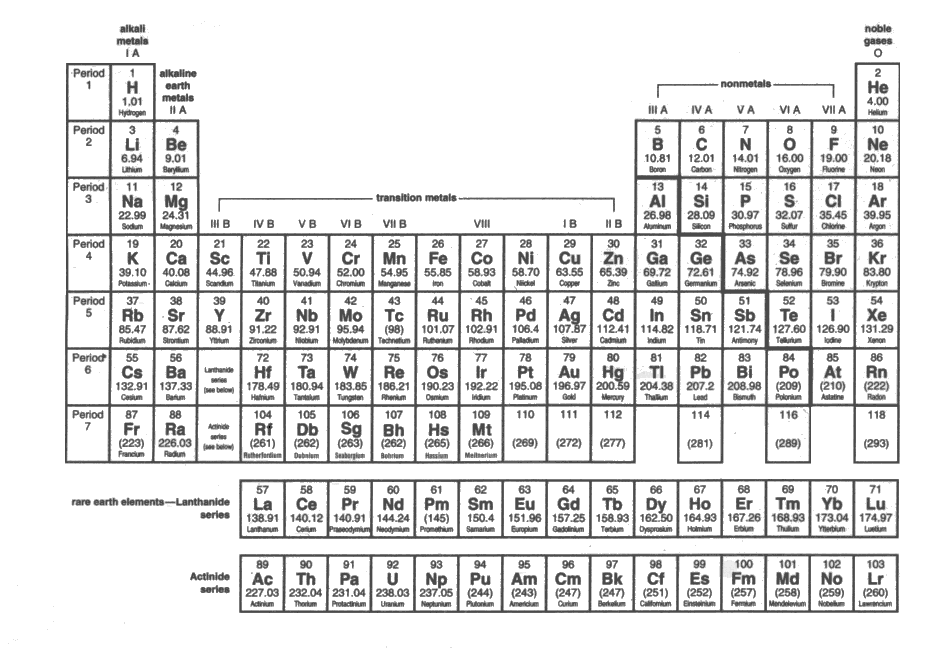 alkali
metals
I A
noble
gases
O
Period
1
1
H
1.01
Hydrogen
alkaline
earth
metals
II A
nonmetals
III A IV A V A VI A VII A
2
He
4.00
Helium
Period
2
3 4 5 6 7 8 9 10
Li Be B C N O F Ne
6.94 9.01 10.81 12.01 14.01 16.00 19.00 20.18
Lithium Beryllium Boron Carbon Nitrogen Oxygen Fluorine Neon
Period
3
transition metals
III B IV B V B VI B VII B VIII I B II B
11 12 13 14 15 16 17 18
Na Mg Al Si P S Cl Ar
22.99 24.31 26.98 28.09 30.97 32.07 35.45 39.95
Sodium Magnesium Aluminum Silicon Phosphorus Sulfur Chlorine Argon
Period
4
19 20 21 22 23 24 25 26 27 28 29 30 31 32 33 34 35 36
K Ca Sc Ti V Cr Mn Fe Co Ni Cu Zn Ga Ge As Se Br Kr
39.10 40.08 44.96 47.88 50.94 52.00 54.95 55.85 58.93 58.70 63.55 65.39 69.72 72.61 74.92 78.96 79.90 83.80
Potassium Calcium Scandium Titanium Vanadium Chromium Manganese Iron Cobalt Nickel Copper Zinc Gallium Germanium Arsenic Selenium Bromine Krypton
Period
5
37 38 39 40 41 42 43 44 45 46 47 48 49 50 51 52 53 54
Rb Sr Y Zr Nb Mo Tc Ru Rh Pd Ag Cd In Sn Sb Te I Xe
85.47 87.62 88.91 91.22 92.91 95.94 (98) 101.07 102.91 106.4 107.87 112.41 114.82 118.71 121.74 127.60 126.90 131.29
Rubidium Strontium Yttrium Zirconium Niobium Molybdenum Technetium Ruthenium Rhodium Palladium Silver Cadmium Indium Tin Antimony Tellurium Iodine Xenon
Period
6
55 56 72 73 74 75 76 77 78 79 80 81 82 83 84 85 86
Cs Ba Hf Ta W Re Os Ir Pt Au Hg Tl Pb Bi Po At Rn
132.91 137.33 178.49 180.94 183.85 186.21 190.23 192.22 195.08 196.97 200.59 204.38 207.2 208.98 (209) (210) (222)
Cesium Barium Hafnium Tantalum Tungsten Rhenium Osmium Iridium Platinum Gold Mercury Thallium Lead Bismuth Polonium Astatine Radon
Lanthanide
series
(see below)
Period
7
87 88 104 105 106 107 108 109 110 111 112 114 116 118
Fr Ra Rf Db Sg Bh Hs Mt
(223) 226.03 (261) (262) (263) (262) (265) (266) (269) (272) (277) (281) (289) (293)
Francium Radium Rutherfordium Dubnium Seaborgium Bohrium Hassium Meitnerium
Actinide
series
(see below)
rare earth elements—Lanthanide
series
57 58 59 60 61 62 63 64 65 66 67 68 69 70 71
La Ce Pr Nd Pm Sm Eu Gd Tb Dy Ho Er Tm Yb Lu
138.91 140.12 140.91 144.24 (145) 150.4 151.96 157.25 158.93 162.50 164.93 167.26 168.93 173.04 174.97
Lanthanum Cerium Praseodymium Neodymium Promethium Samarium Europium Gadolinium Terbium Dysprosium Holmium Erbium Thulium Ytterbium Lutetium
Actinide
series
89 90 91 92 93 94 95 96 97 98 99 100 101 102 103
Ac Th Pa U Np Pu Am Cm Bk Cf Es Fm Md No Lr
227.03 232.04 231.04 238.03 237.05 (244) (243) (247) (247) (251) (252) (257) (258) (259) (260)
Actinium Thorium Protactinium Uranium Neptunium Plutonium Americium Curium Berkelium Californium Einsteinium Fermium Mendelevium Nobelium Lawrencium